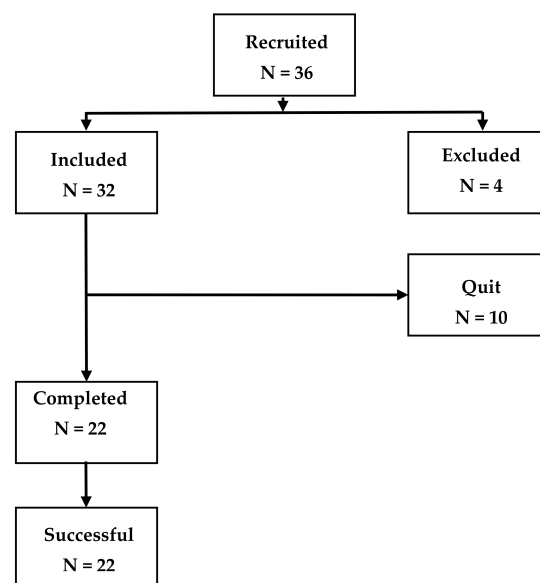 Recruited
N = 36
Included
N = 32
Excluded
N = 4
Quit
N = 10
Completed
N = 22
Successful
N = 22